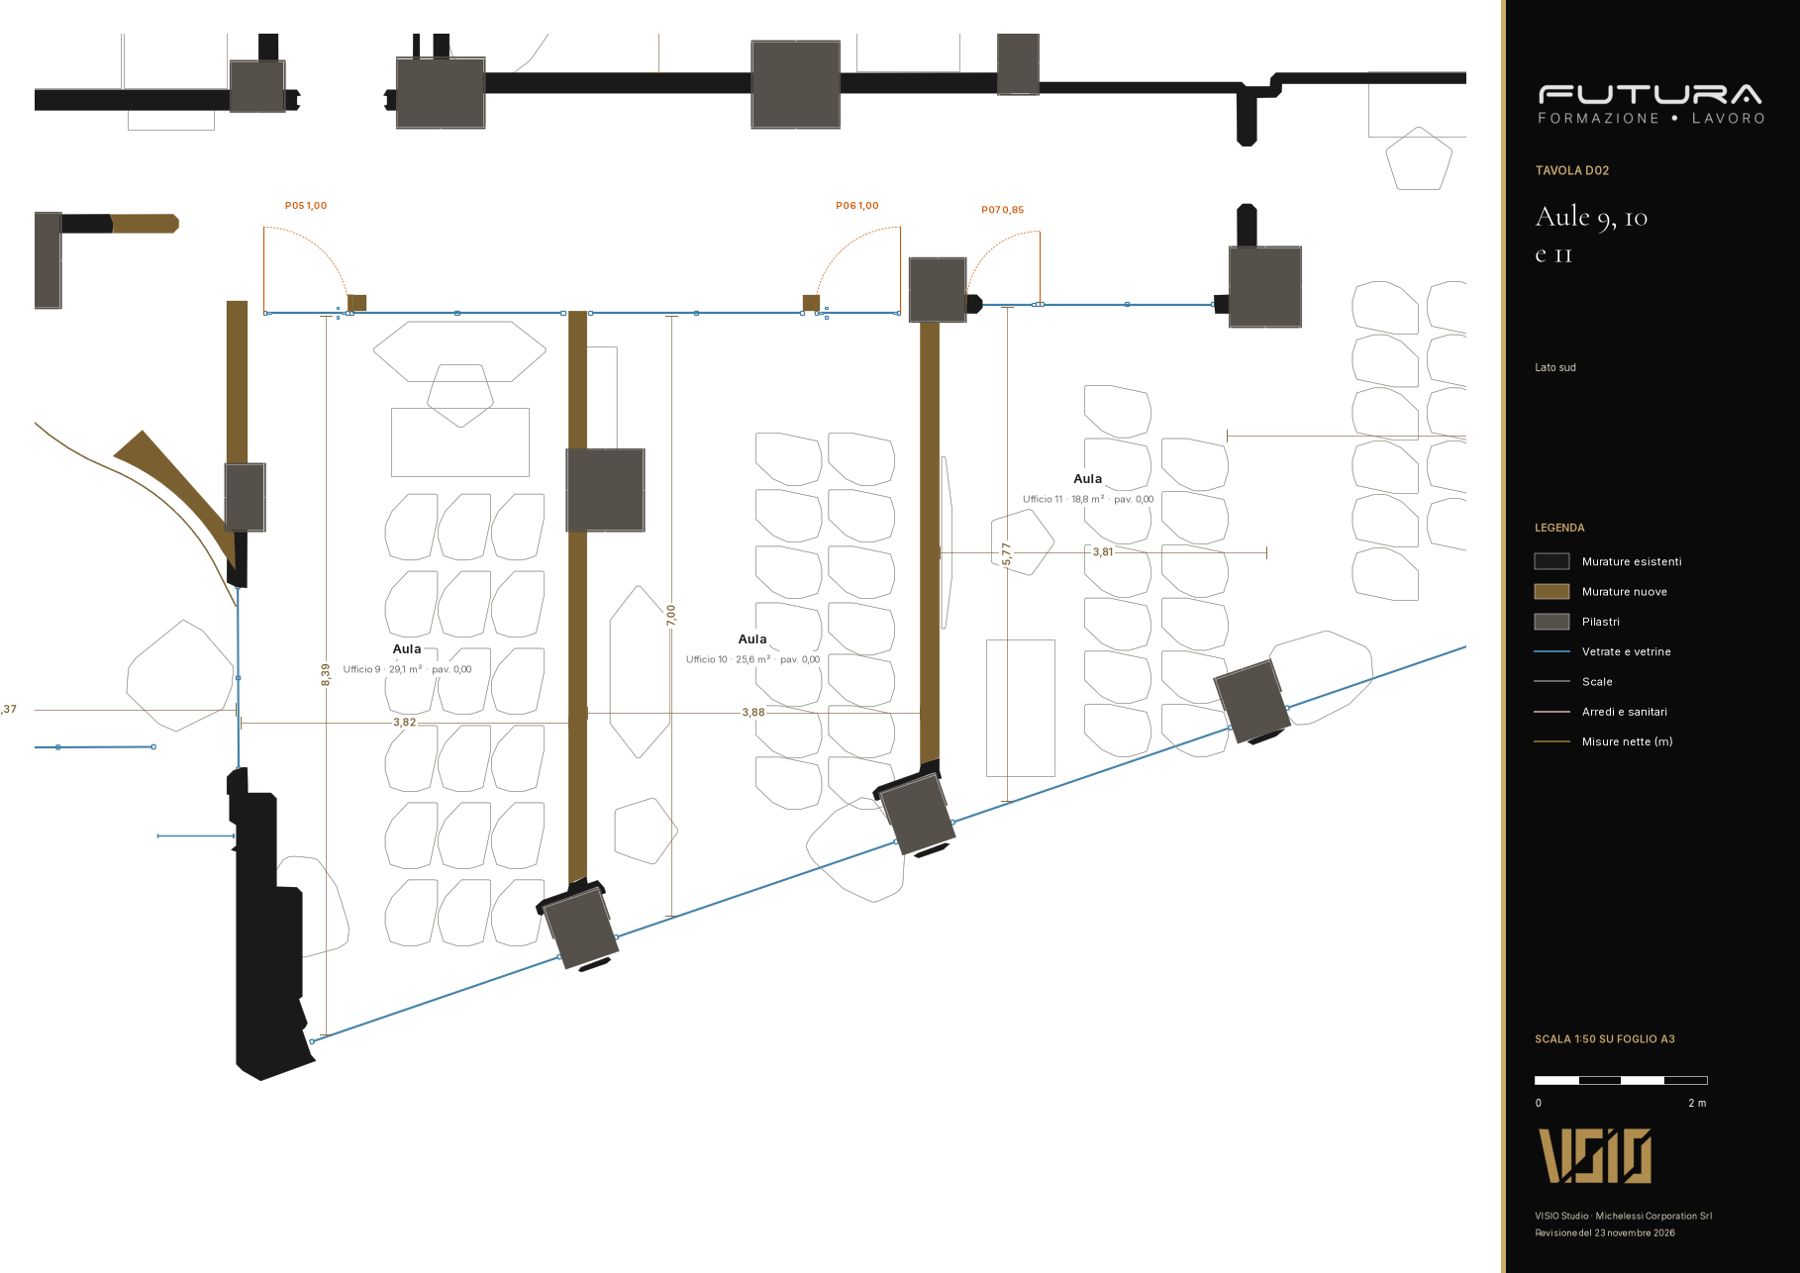 P05 1,00
P06 1,00
P07 0,85
Aula
Ufficio 11 · 18,8 m² · pav. 0,00
5,77
3,81
7,00
Aula
Ufficio 10 · 25,6 m² · pav. 0,00
Aula
Ufficio 9 · 29,1 m² · pav. 0,00
8,39
,37
3,82
3,88
FUTURA
FORMAZIONE • LAVORO
TAVOLA D02
Aule 9, 10
e 11
Lato sud
LEGENDA
Murature esistenti
Murature nuove
Pilastri
Vetrate e vetrine
Scale
Arredi e sanitari
Misure nette (m)
SCALA 1:50 SU FOGLIO A3
0 2 m
VISIO
VISIO Studio · Michelessi Corporation Srl
Revisione del 23 novembre 2026